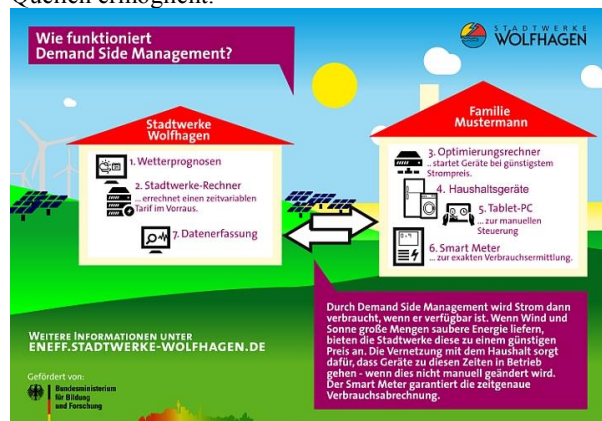 Quellen ermöglicht.
Wie funktioniert
Demand Side Management?
STADTWERKE
WOLFHAGEN
Stadtwerke
Wolfhagen
1. Wetterprognosen
2. Stadtwerke-Rechner
... errechnet einen zeitvariablen
Tarif im Vorraus.
7. Datenerfassung
Familie
Mustermann
3. Optimierungsrechner
.. startet Geräte bei günstigstem
Strompreis.
4. Haushaltsgeräte
5. Tablet-PC
... zur manuellen
Steuerung
6. Smart Meter
... zur exakten Verbrauchsermittlung.
Durch Demand Side Management wird Strom dann
verbraucht, wenn er verfügbar ist. Wenn Wind und
Sonne große Mengen saubere Energie liefern,
bieten die Stadtwerke diese zu einem günstigen
Preis an. Die Vernetzung mit dem Haushalt sorgt
dafür, dass Geräte zu diesen Zeiten in Betrieb
gehen - wenn dies nicht manuell geändert wird.
Der Smart Meter garantiert die zeitgenaue
Verbrauchsabrechnung.
WEITERE INFORMATIONEN UNTER
ENEFF.STADTWERKE-WOLFHAGEN.DE
Gefördert von:
Bundesministerium
für Bildung
und Forschung